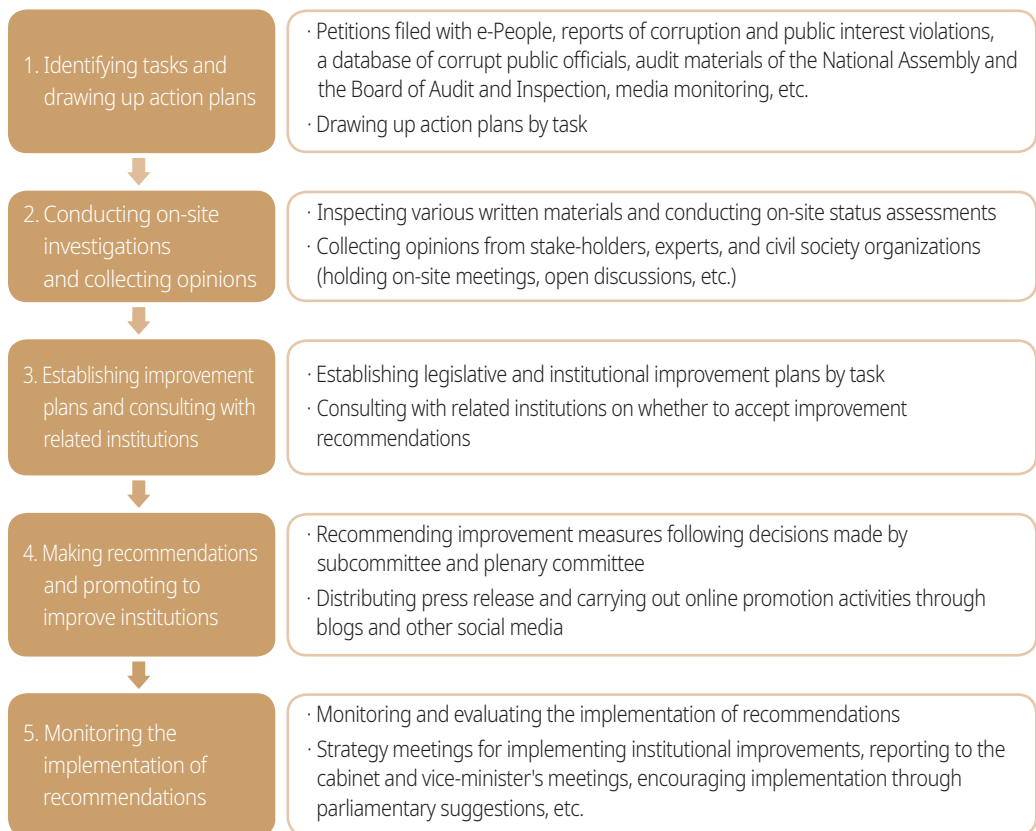 1. Identifying tasks and
drawing up action plans
· Petitions filed with e-People, reports of corruption and public interest violations,
a database of corrupt public officials, audit materials of the National Assembly and
the Board of Audit and Inspection, media monitoring, etc.
· Drawing up action plans by task
2. Conducting on-site
investigations
and collecting opinions
· Inspecting various written materials and conducting on-site status assessments
· Collecting opinions from stake-holders, experts, and civil society organizations
(holding on-site meetings, open discussions, etc.)
3. Establishing improvement
plans and consulting with
related institutions
· Establishing legislative and institutional improvement plans by task
· Consulting with related institutions on whether to accept improvement
recommendations
4. Making recommendations
and promoting to
improve institutions
· Recommending improvement measures following decisions made by
subcommittee and plenary committee
· Distributing press release and carrying out online promotion activities through
blogs and other social media
5. Monitoring the
implementation of
recommendations
· Monitoring and evaluating the implementation of recommendations
· Strategy meetings for implementing institutional improvements, reporting to the
cabinet and vice-minister's meetings, encouraging implementation through
parliamentary suggestions, etc.